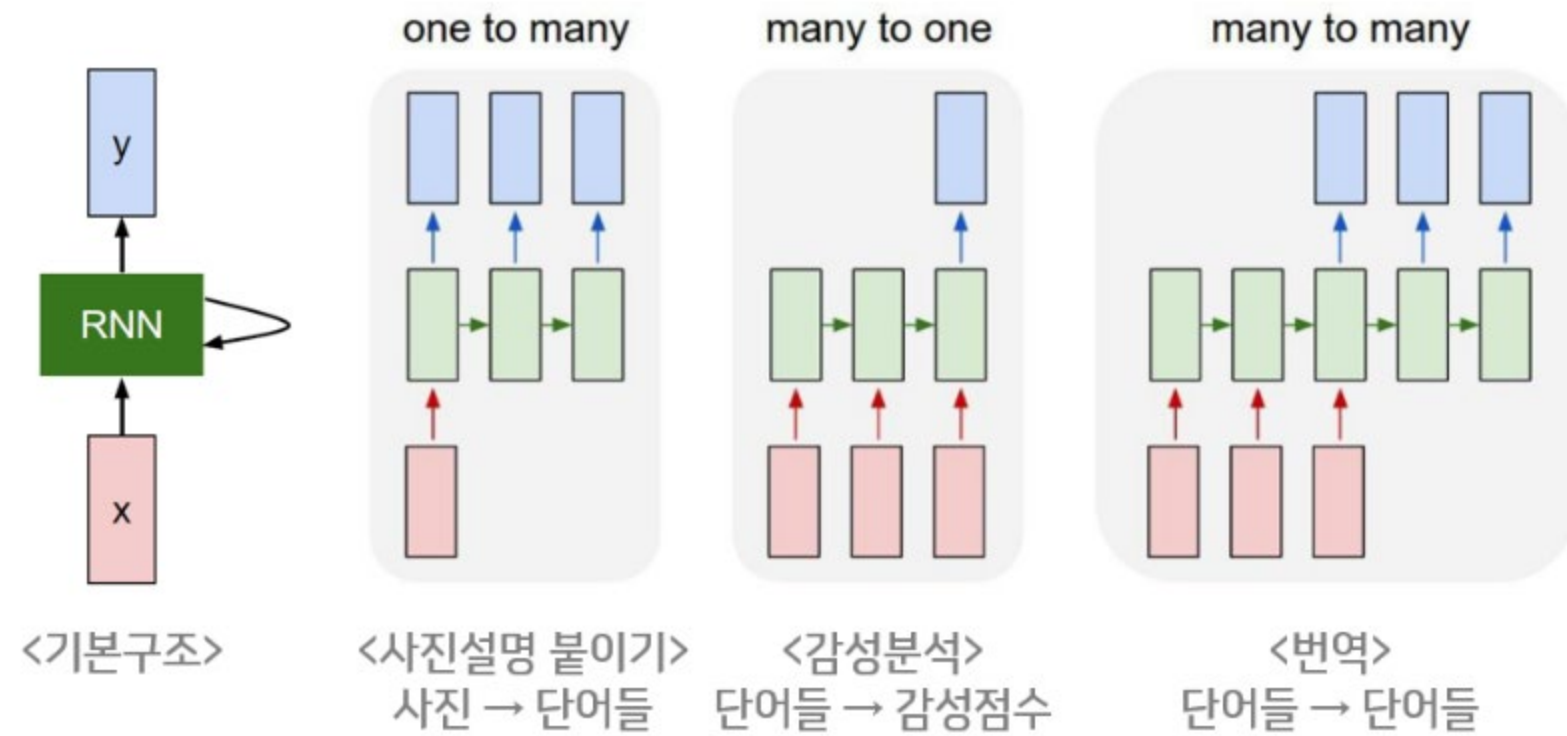 one to many
many to one
many to many
y
RNN
x
<기본구조>
<사진설명 붙이기>
사진 → 단어들
<감성분석>
단어들 → 감성점수
<번역>
단어들 → 단어들